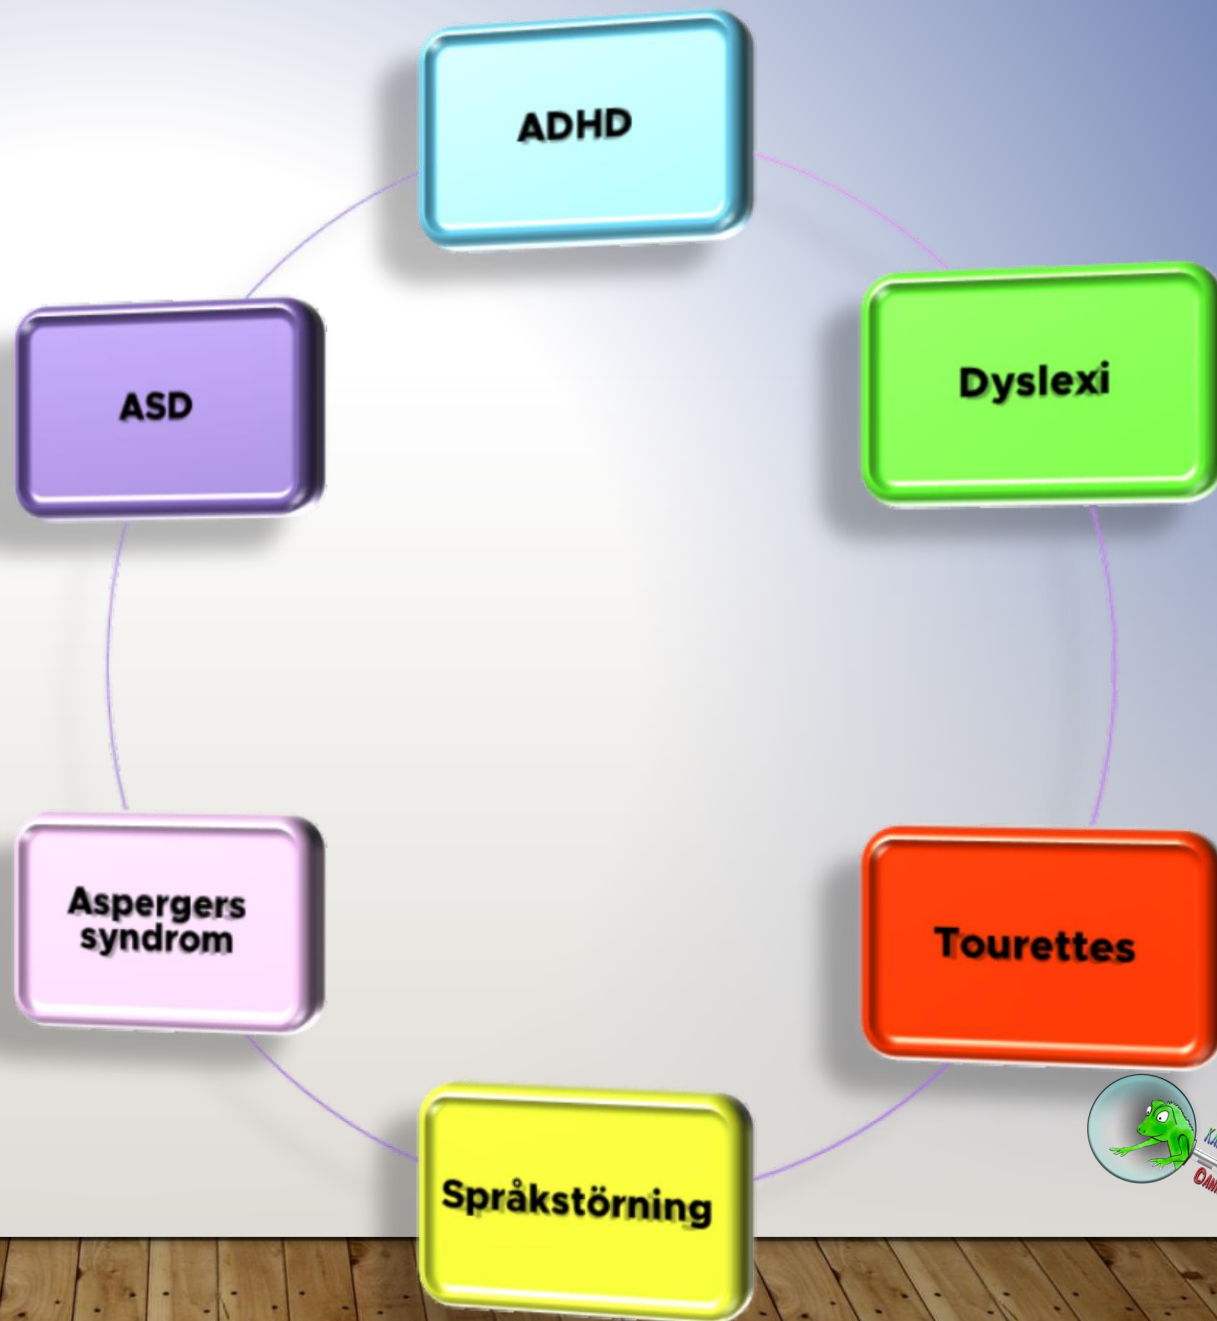 ADHD
Dyslexi
Tourettes
Språkstörning
Aspergers
syndrom
ASD